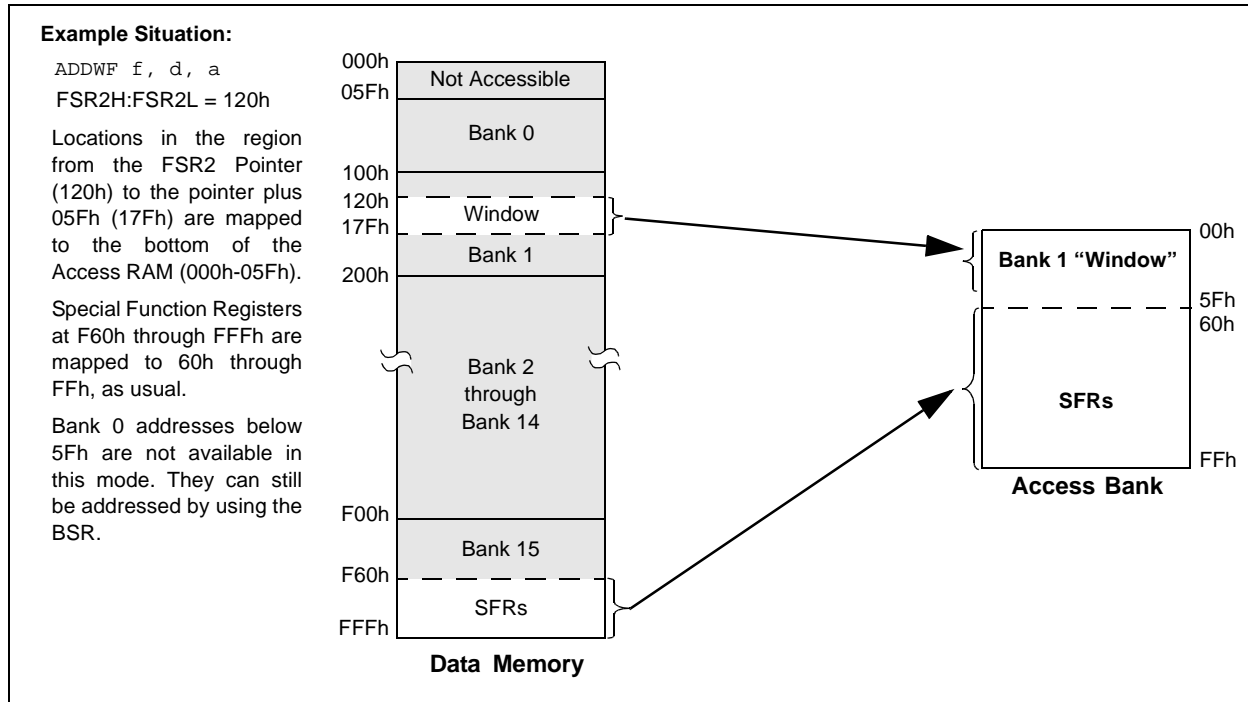 Example Situation:
ADDWF f, d, a
FSR2H:FSR2L = 120h
Locations in the region
from the FSR2 Pointer
(120h) to the pointer plus
05Fh (17Fh) are mapped
to the bottom of the
Access RAM (000h-05Fh).
Special Function Registers
at F60h through FFFh are
mapped to 60h through
FFh, as usual.
Bank 0 addresses below
5Fh are not available in
this mode. They can still
be addressed by using the
BSR.
000h
Not Accessible
05Fh
Bank 0
100h
120h
Window
17Fh
Bank 1
200h
Bank 2
through
Bank 14
F00h
Bank 15
F60h
SFRs
FFFh
Data Memory
00h
Bank 1 “Window”
5Fh
60h
SFRs
FFh
Access Bank